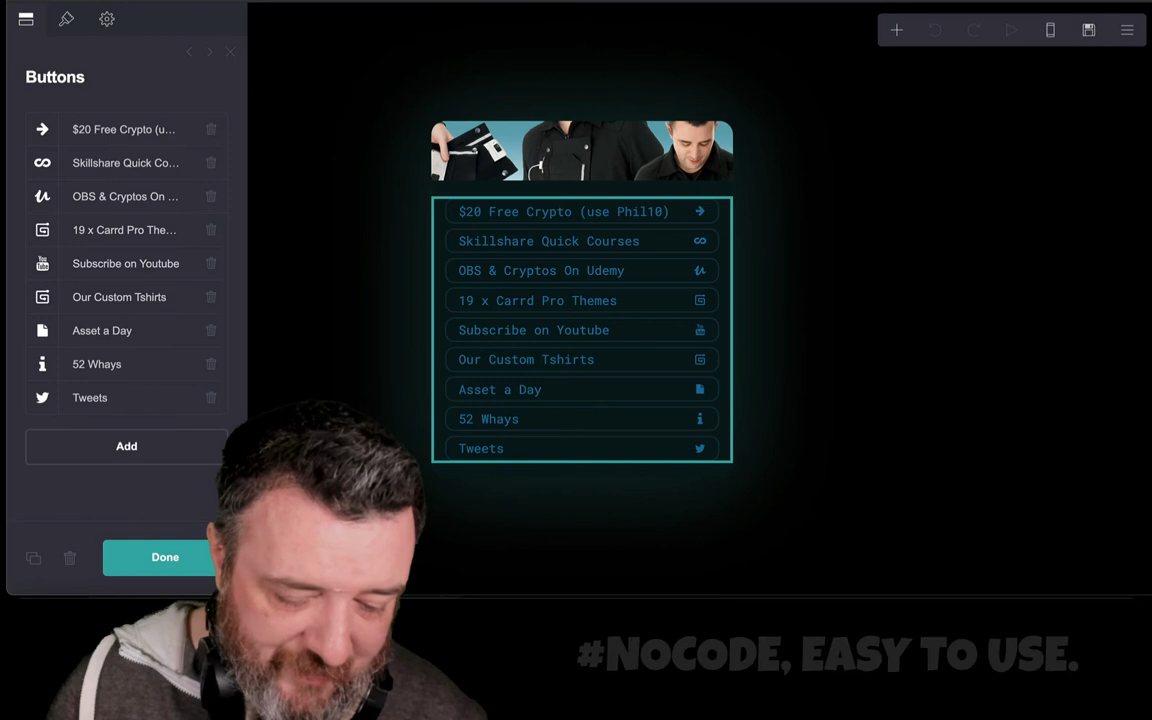 Buttons
$20 Free Crypto (u...
Skillshare Quick Co...
OBS & Cryptos On ...
19 x Carrd Pro The...
Subscribe on Youtube
Our Custom Tshirts
Asset a Day
52 Whays
Tweets
Add
Done
$20 Free Crypto (use Phil10)
Skillshare Quick Courses
OBS & Cryptos On Udemy
19 x Carrd Pro Themes
Subscribe on Youtube
Our Custom Tshirts
Asset a Day
52 Whays
Tweets
#NOCODE, EASY TO USE.